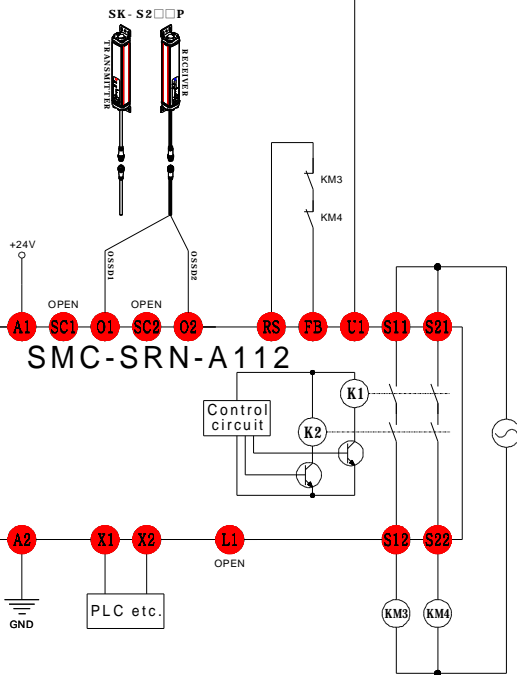 SK-S2□□P
TRANSMITTER
RECEIVER
KM3
KM4
+24V
OSSD1
OSSD2
OPEN
OPEN
A1
SC1
O1
SC2
O2
RS
FB
U1
S11
S21
SMC-SRN-A112
Control
circuit
K1
K2
A2
X1
X2
L1
S12
S22
OPEN
PLC etc.
KM3
KM4
GND